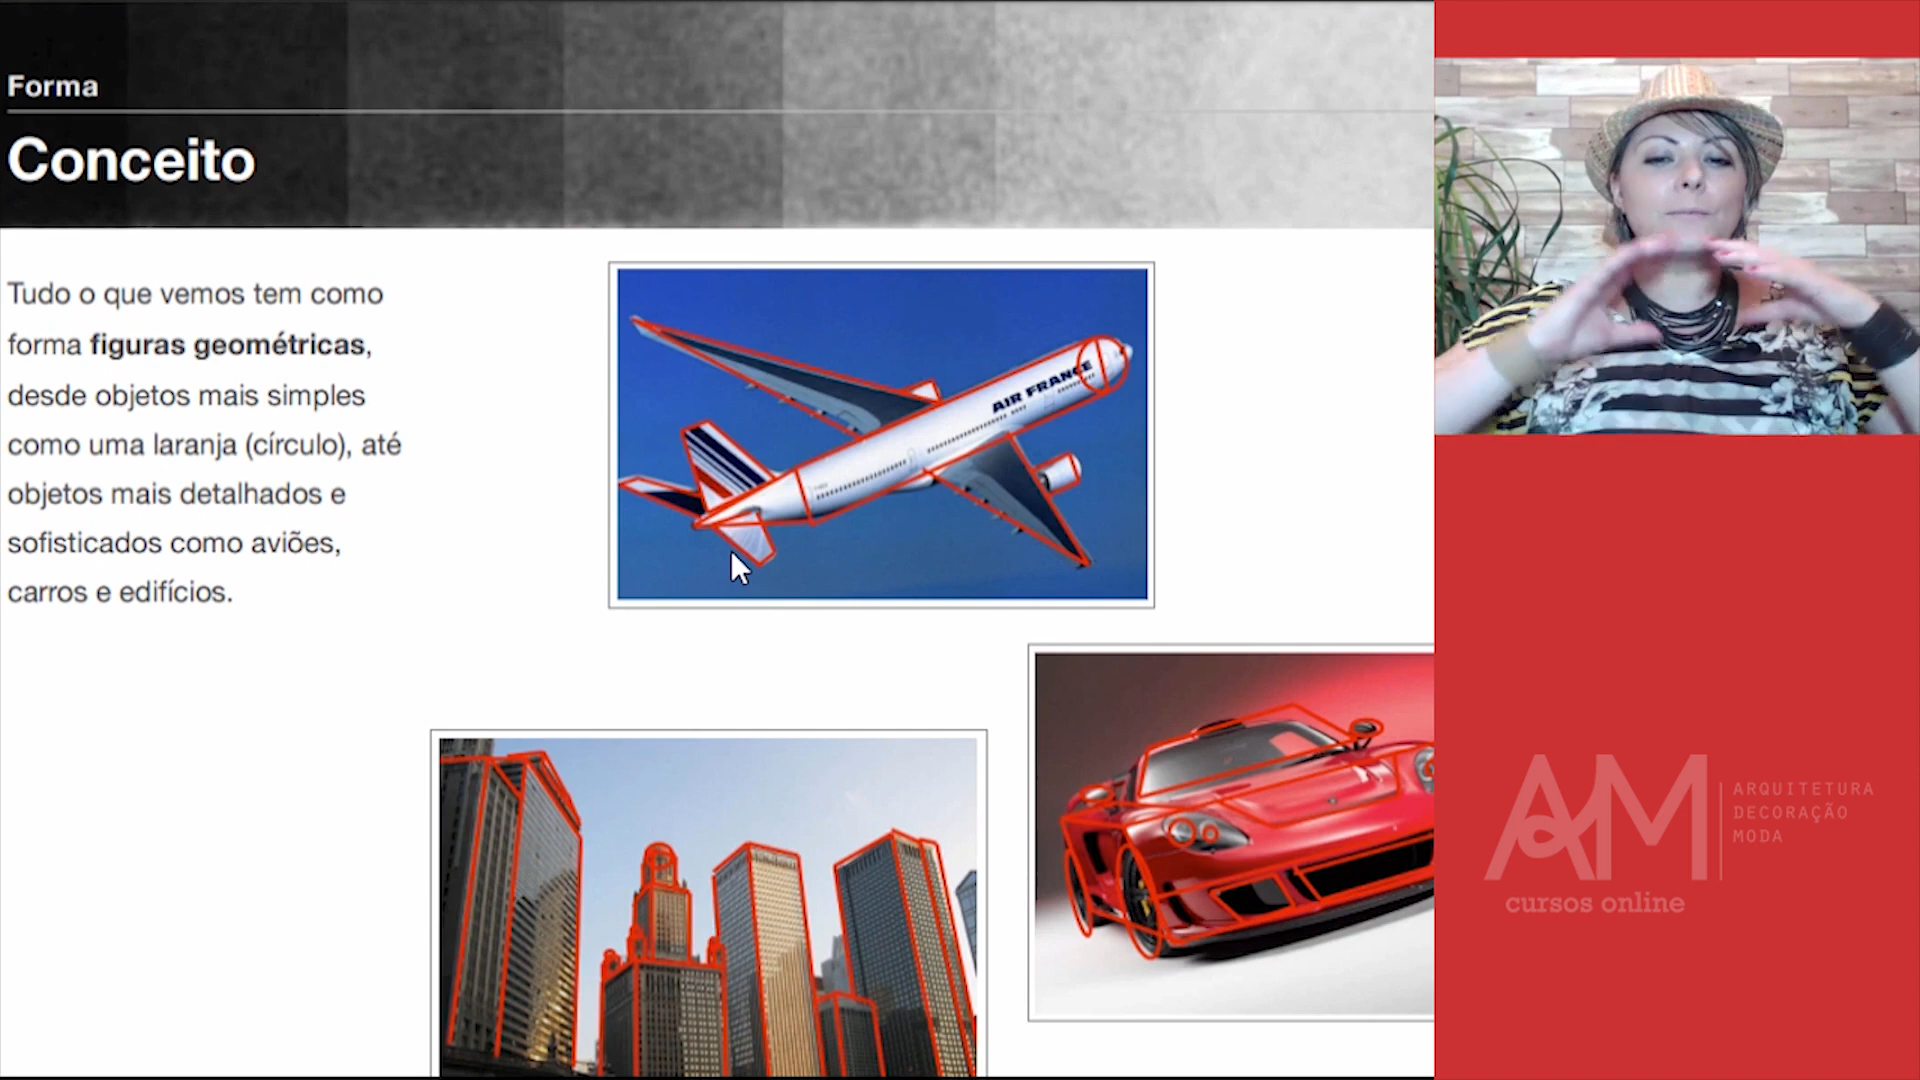 Forma
Conceito
Tudo o que vemos tem como
forma figuras geométricas,
desde objetos mais simples
como uma laranja (círculo), até
objetos mais detalhados e
sofisticados como aviões,
carros e edifícios.
AIR FRANCE
AM
ARQUITETURA
DECORAÇÃO
MODA
cursos online